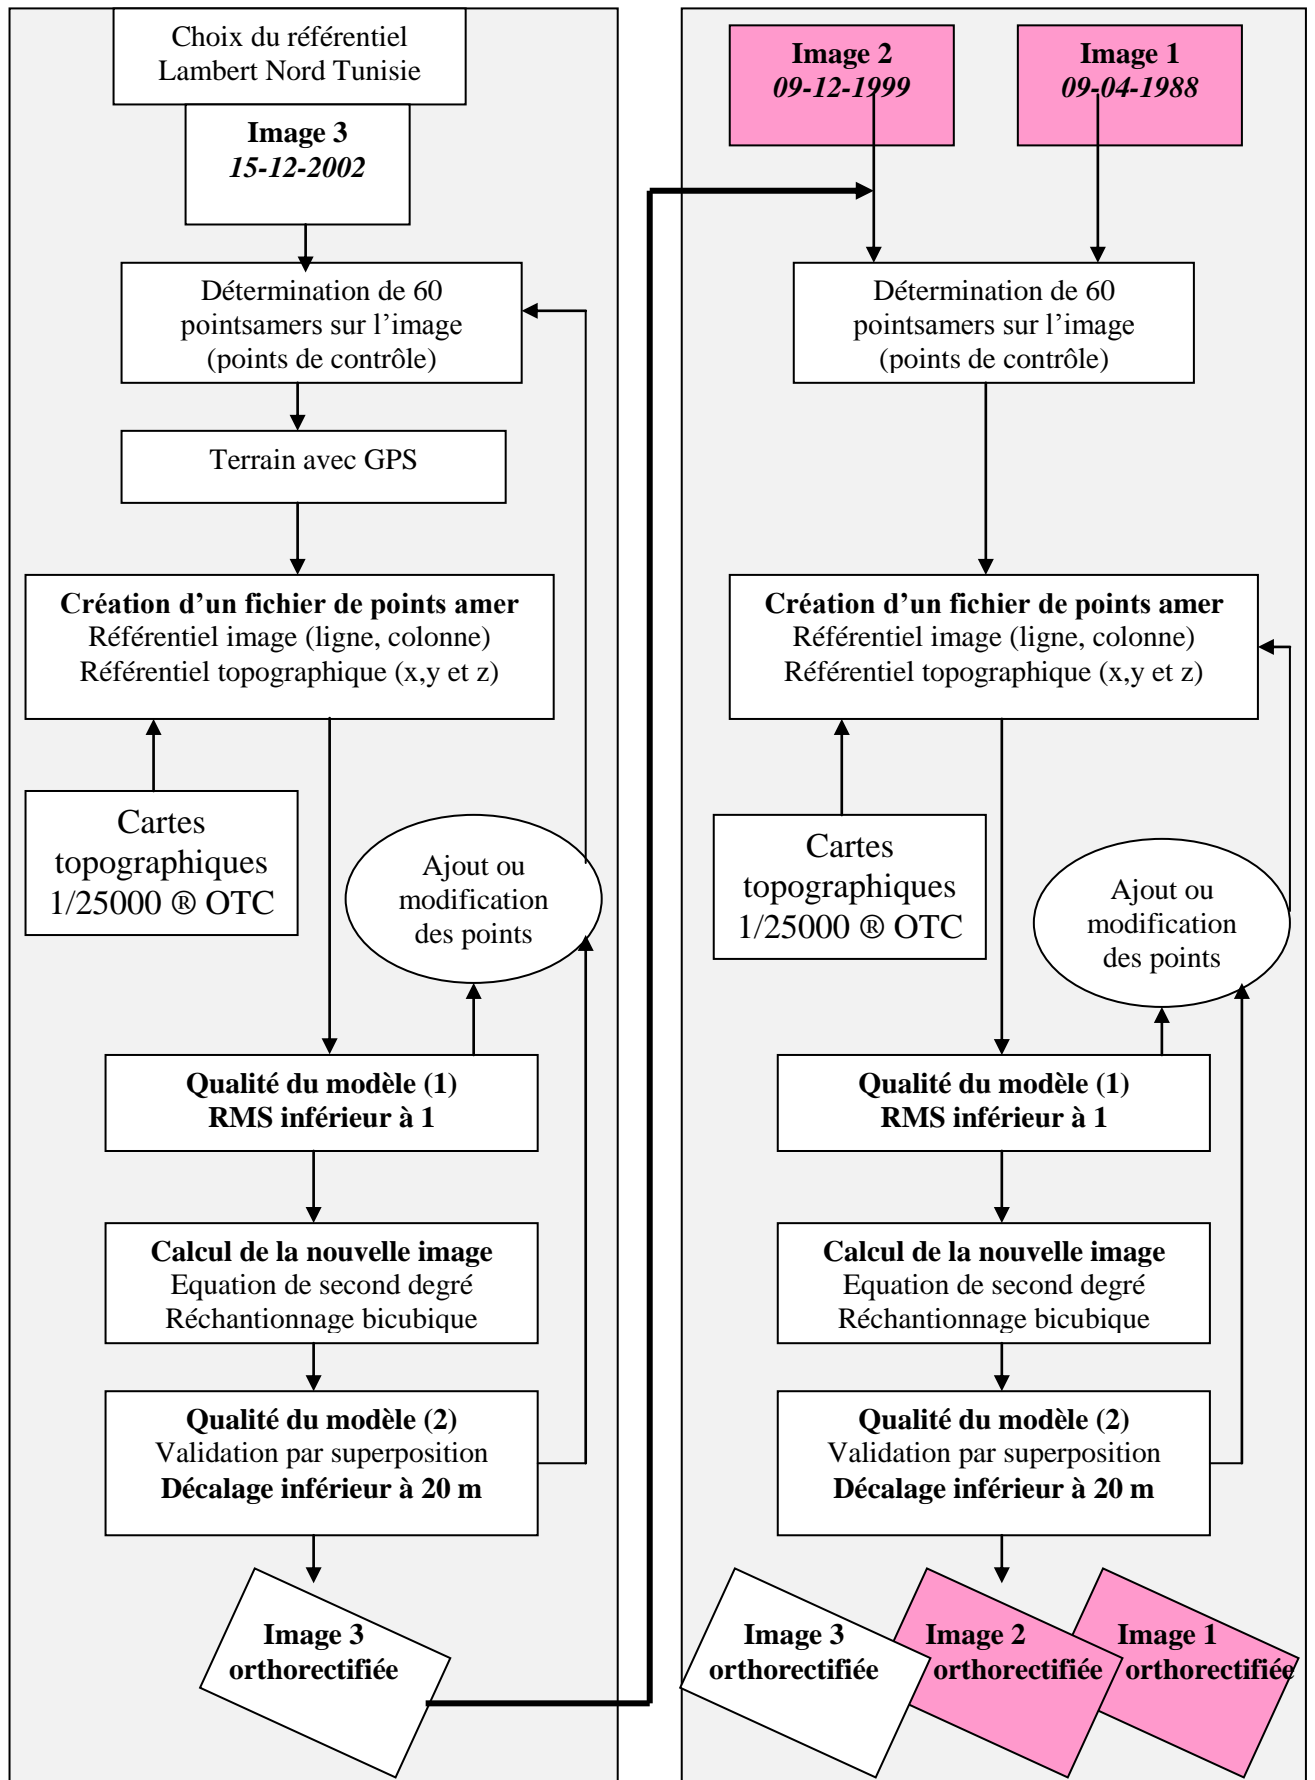 Choix du référentiel
Lambert Nord Tunisie
Image 3
15-12-2002
Détermination de 60
pointsamers sur l’image
(points de contrôle)
Terrain avec GPS
Création d’un fichier de points amer
Référentiel image (ligne, colonne)
Référentiel topographique (x,y et z)
Cartes
topographiques
1/25000 ® OTC
Ajout ou
modification
des points
Qualité du modèle (1)
RMS inférieur à 1
Calcul de la nouvelle image
Equation de second degré
Réchantionnage bicubique
Qualité du modèle (2)
Validation par superposition
Décalage inférieur à 20 m
Image 3
orthorectifiée
Image 2
09-12-1999
Image 1
09-04-1988
Détermination de 60
pointsamers sur l’image
(points de contrôle)
Création d’un fichier de points amer
Référentiel image (ligne, colonne)
Référentiel topographique (x,y et z)
Cartes
topographiques
1/25000 ® OTC
Ajout ou
modification
des points
Qualité du modèle (1)
RMS inférieur à 1
Calcul de la nouvelle image
Equation de second degré
Réchantionnage bicubique
Qualité du modèle (2)
Validation par superposition
Décalage inférieur à 20 m
Image 3
orthorectifiée
Image 2
orthorectifiée
Image 1
orthorectifiée